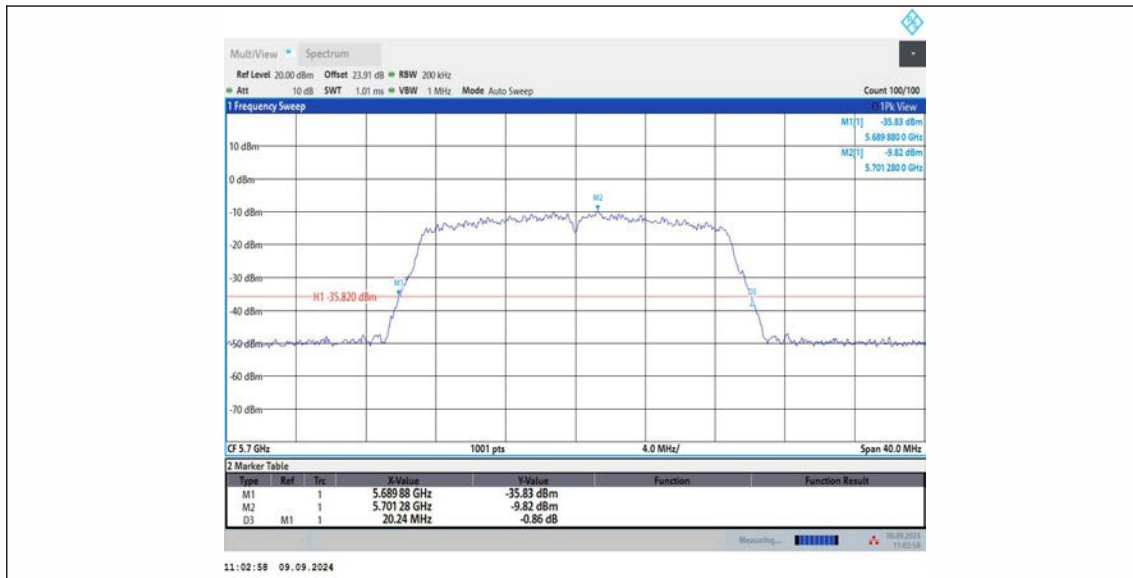 MultiView Spectrum
Ref Level 20.00 dBm Offset 23.91 dB RBW 200 kHz
Att 10 dB SWT 1.01 ms VBW 1 MHz Mode Auto Sweep Count 100/100
1 Frequency Sweep 1Pk View
M1[1] -35.83 dBm
5.689 880 0 GHz
M2[1] -9.82 dBm
5.701 280 0 GHz
10 dBm
0 dBm
M2
-10 dBm
-20 dBm
-30 dBm
M1
D3
H1 -35.820 dBm
-40 dBm
-50 dBm
-60 dBm
-70 dBm
CF 5.7 GHz 1001 pts 4.0 MHz/ Span 40.0 MHz
2 Marker Table
Type Ref Trc X-Value Y-Value Function Function Result
M1 1 5.689 88 GHz -35.83 dBm
M2 1 5.701 28 GHz -9.82 dBm
D3 M1 1 20.24 MHz -0.86 dB
Measuring... 09.09.2024
11:02:58
11:02:58 09.09.2024